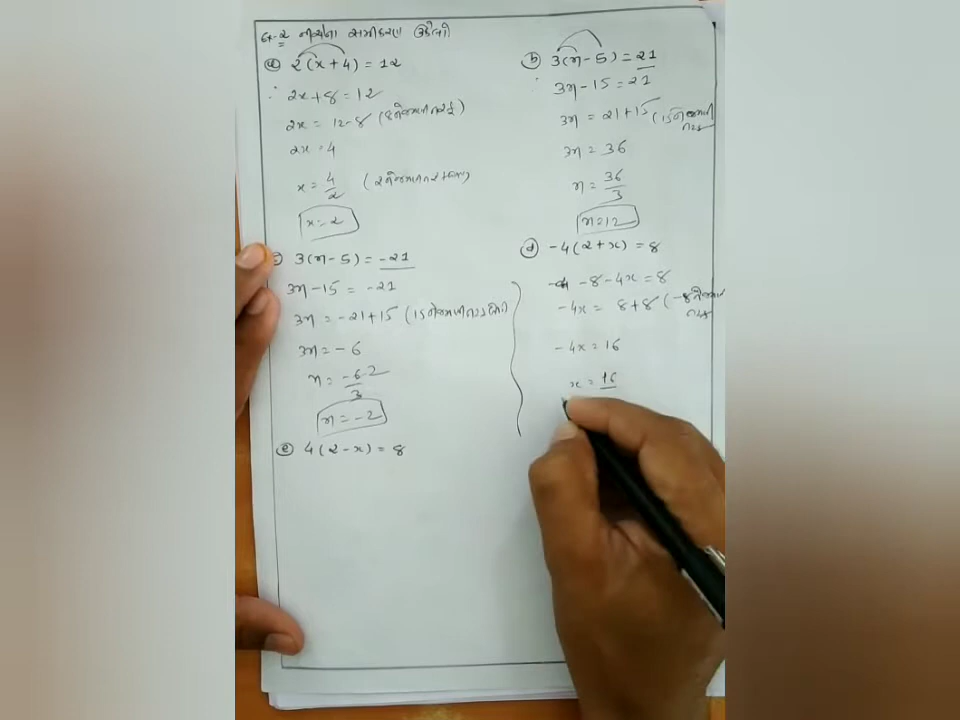 નીચેના સમીકરણ ઉકેલો
(a) 2(x+4) = 12
∴ 2x+8 = 12
2x = 12-8
2x = 4
x = 4/2
x = 2
(b) 3(n-5) = 21
∴ 3n-15 = 21
3n = 21+15
3n = 36
n = 36/3
n = 12
3(n-5) = -21
3n-15 = -21
3n = -21+15
3n = -6
n = -6/3
n = -2
(d) -4(2+x) = 8
-8-4x = 8
-4x = 8+8
-4x = 16
x = 16
(e) 4(2-x) = 8